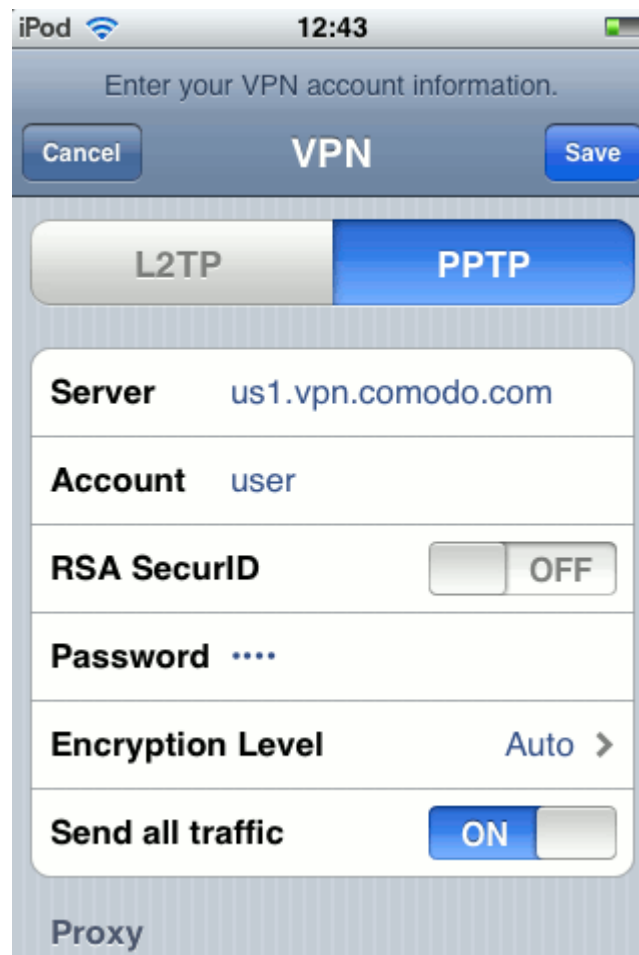 iPod 12:43
Enter your VPN account information.
Cancel VPN Save
L2TP PPTP
Server us1.vpn.comodo.com
Account user
RSA SecurID OFF
Password ••••
Encryption Level Auto >
Send all traffic ON
Proxy